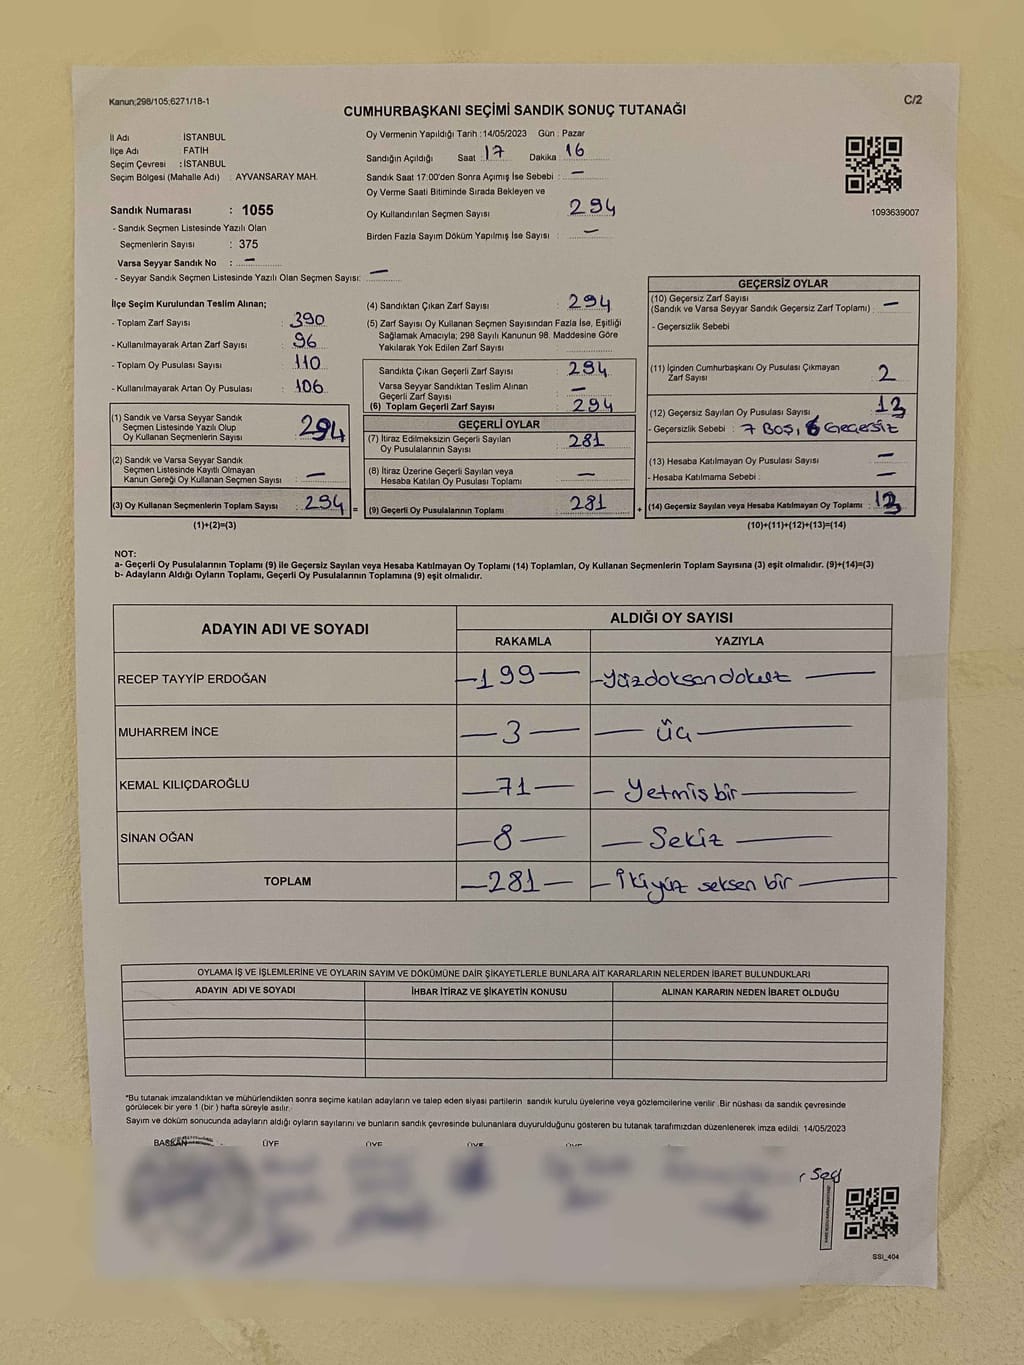 Kanun;298/105;6271/18-1
C/2
CUMHURBAŞKANI SEÇİMİ SANDIK SONUÇ TUTANAĞI
İl Adı İSTANBUL
İlçe Adı FATİH
Seçim Çevresi : İSTANBUL
Seçim Bölgesi (Mahalle Adı) : AYVANSARAY MAH.
Oy Vermenin Yapıldığı Tarih : 14/05/2023 Gün : Pazar
Sandığın Açıldığı Saat : 17 Dakika : 16
Sandık Saat 17:00'den Sonra Açımış İse Sebebi : —
Oy Verme Saati Bitiminde Sırada Bekleyen ve
Oy Kullandırılan Seçmen Sayısı : 294
Birden Fazla Sayım Döküm Yapılmış İse Sayısı : —
1093639007
Sandık Numarası : 1055
- Sandık Seçmen Listesinde Yazılı Olan
Seçmenlerin Sayısı : 375
Varsa Seyyar Sandık No : —
- Seyyar Sandık Seçmen Listesinde Yazılı Olan Seçmen Sayısı: —
İlçe Seçim Kurulundan Teslim Alınan;
- Toplam Zarf Sayısı : 390
- Kullanılmayarak Artan Zarf Sayısı : 96
- Toplam Oy Pusulası Sayısı : 110
- Kullanılmayarak Artan Oy Pusulası : 106
(1) Sandık ve Varsa Seyyar Sandık
Seçmen Listesinde Yazılı Olup
Oy Kullanan Seçmenlerin Sayısı : 294
(2) Sandık ve Varsa Seyyar Sandık
Seçmen Listesinde Kayıtlı Olmayan
Kanun Gereği Oy Kullanan Seçmen Sayısı : —
(3) Oy Kullanan Seçmenlerin Toplam Sayısı : 294 =
(1)+(2)=(3)
(4) Sandıktan Çıkan Zarf Sayısı : 294
(5) Zarf Sayısı Oy Kullanan Seçmen Sayısından Fazla İse, Eşitliği
Sağlamak Amacıyla; 298 Sayılı Kanunun 98. Maddesine Göre
Yakılarak Yok Edilen Zarf Sayısı :
Sandıkta Çıkan Geçerli Zarf Sayısı : 294
Varsa Seyyar Sandıktan Teslim Alınan
Geçerli Zarf Sayısı : —
(6) Toplam Geçerli Zarf Sayısı : 294
GEÇERLİ OYLAR
(7) İtiraz Edilmeksizin Geçerli Sayılan
Oy Pusulalarının Sayısı : 281
(8) İtiraz Üzerine Geçerli Sayılan veya
Hesaba Katılan Oy Pusulası Toplamı : —
(9) Geçerli Oy Pusulalarının Toplamı : 281 +
GEÇERSİZ OYLAR
(10) Geçersiz Zarf Sayısı
(Sandık ve Varsa Seyyar Sandık Geçersiz Zarf Toplamı) : —
- Geçersizlik Sebebi
(11) İçinden Cumhurbaşkanı Oy Pusulası Çıkmayan
Zarf Sayısı : 2
(12) Geçersiz Sayılan Oy Pusulası Sayısı : 13
- Geçersizlik Sebebi : 7 BOŞ, 6 Geçersiz
(13) Hesaba Katılmayan Oy Pusulası Sayısı : —
- Hesaba Katılmama Sebebi : —
(14) Geçersiz Sayılan veya Hesaba Katılmayan Oy Toplamı : 13
(10)+(11)+(12)+(13)=(14)
NOT:
a- Geçerli Oy Pusulalarının Toplamı (9) ile Geçersiz Sayılan veya Hesaba Katılmayan Oy Toplamı (14) Toplamları, Oy Kullanan Seçmenlerin Toplam Sayısına (3) eşit olmalıdır. (9)+(14)=(3)
b- Adayların Aldığı Oyların Toplamı, Geçerli Oy Pusulalarının Toplamına (9) eşit olmalıdır.
ADAYIN ADI VE SOYADI ALDIĞI OY SAYISI
RAKAMLA YAZIYLA
RECEP TAYYİP ERDOĞAN —199— —yüzdoksandokuz—
MUHARREM İNCE —3— —üç—
KEMAL KILIÇDAROĞLU —71— —yetmiş bir—
SİNAN OĞAN —8— —Sekiz—
TOPLAM —281— —İkiyüz seksen bir—
OYLAMA İŞ VE İŞLEMLERİNE VE OYLARIN SAYIM VE DÖKÜMÜNE DAİR ŞİKAYETLERLE BUNLARA AİT KARARLARIN NELERDEN İBARET BULUNDUKLARI
ADAYIN ADI VE SOYADI İHBAR İTİRAZ VE ŞİKAYETİN KONUSU ALINAN KARARIN NEDEN İBARET OLDUĞU
*Bu tutanak imzalandıktan ve mühürlendikten sonra seçime katılan adayların ve talep eden siyasi partilerin sandık kurulu üyelerine veya gözlemcilerine verilir .Bir nüshası da sandık çevresinde
görülecek bir yere 1 (bir ) hafta süreyle asılır.
Sayım ve döküm sonucunda adayların aldığı oyların sayılarını ve bunların sandık çevresinde bulunanlara duyurulduğunu gösteren bu tutanak tarafımızdan düzenlenerek imza edildi. 14/05/2023
BAŞKAN ÜYE ÜYE ÜYE ÜYE
SSI_404